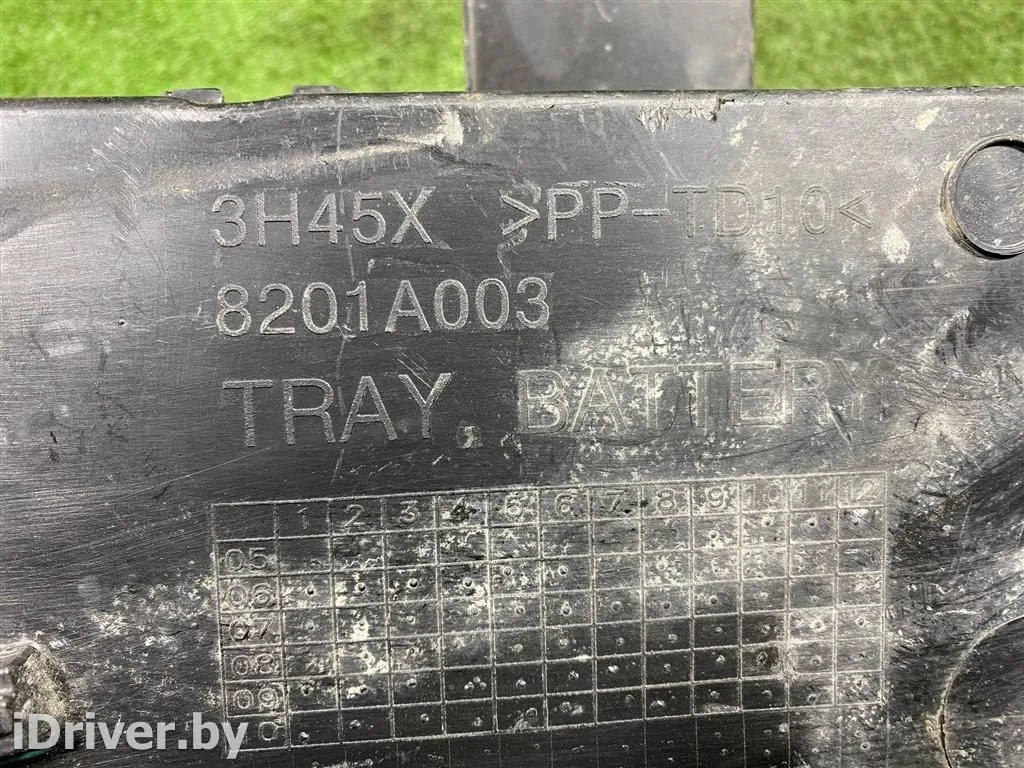 3H45X >PP-TD10<
8201A003
TRAY, BATTERY
1 2 3 4 5 6 7 8 9 10 11 12
05
06
07
08
09
iDriver.by